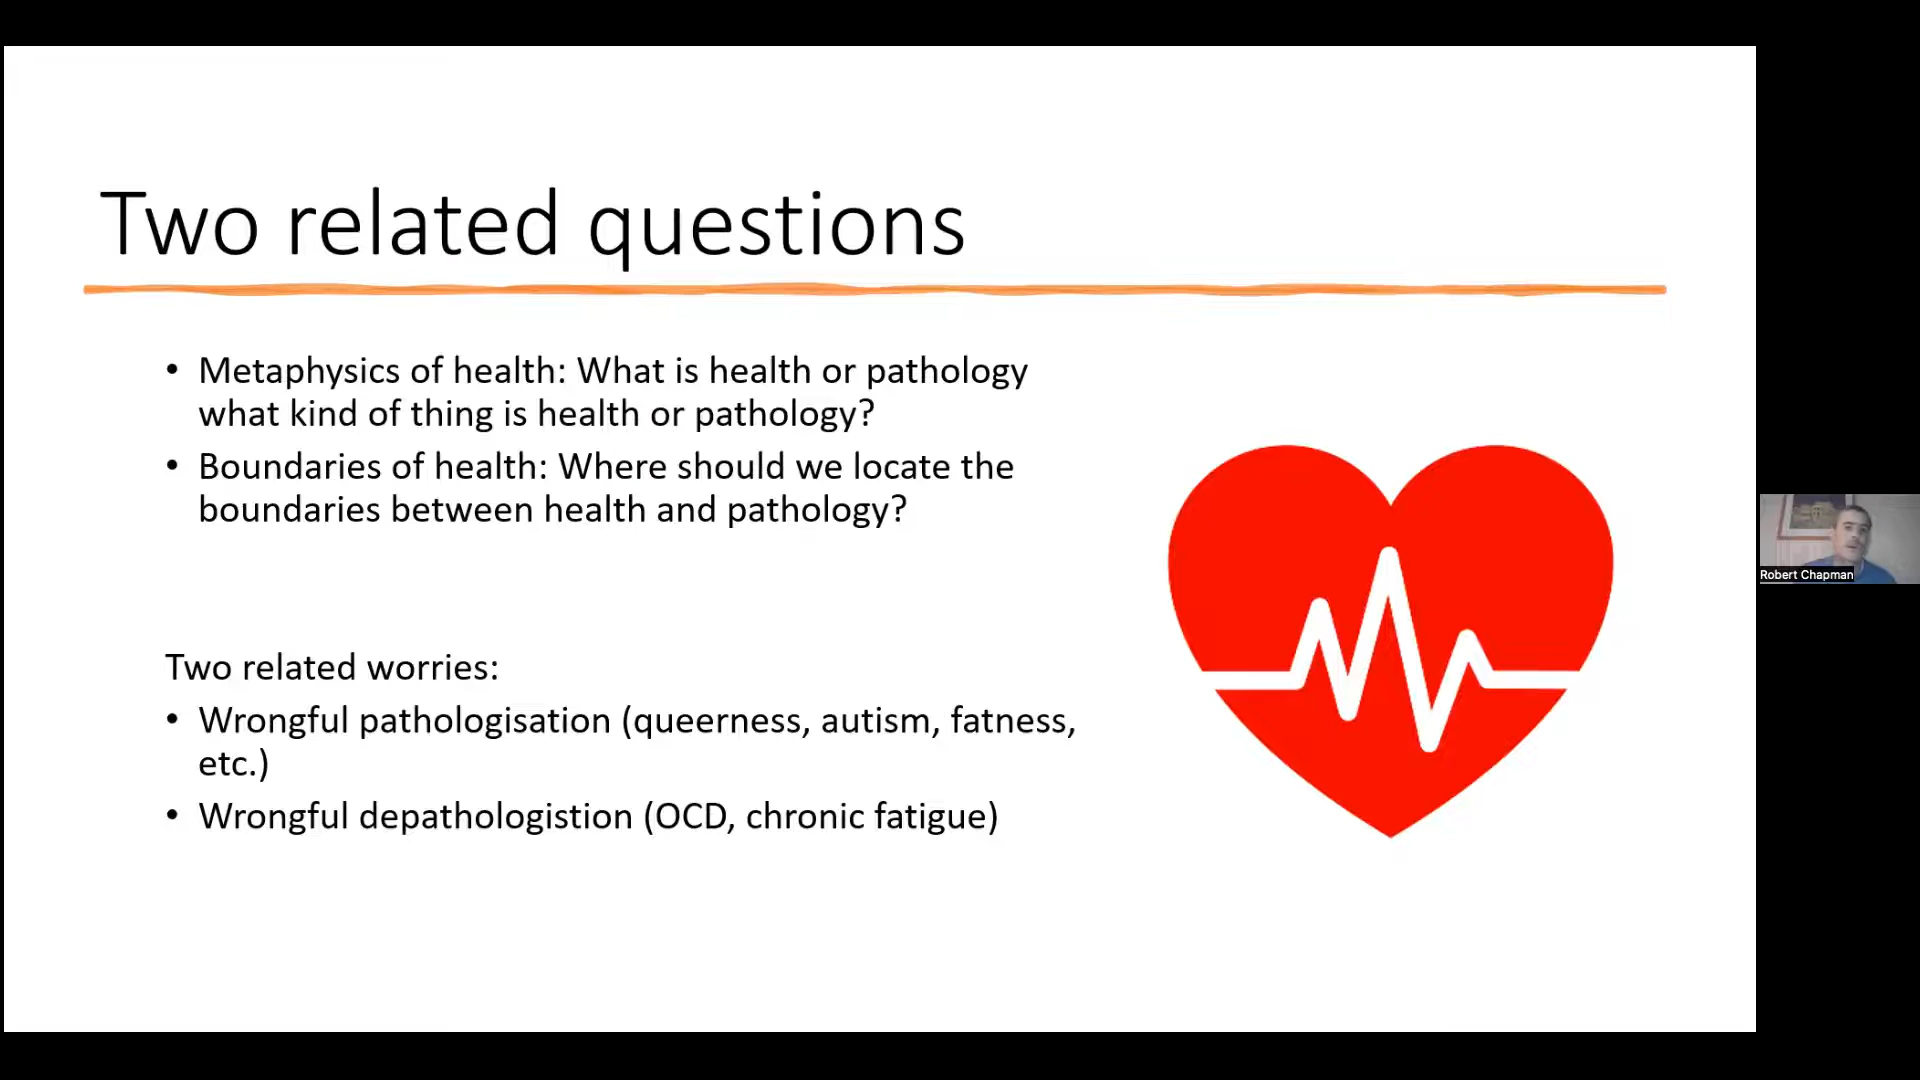 Two related questions
• Metaphysics of health: What is health or pathology
what kind of thing is health or pathology?
• Boundaries of health: Where should we locate the
boundaries between health and pathology?
Two related worries:
• Wrongful pathologisation (queerness, autism, fatness,
etc.)
• Wrongful depathologistion (OCD, chronic fatigue)
Robert Chapman